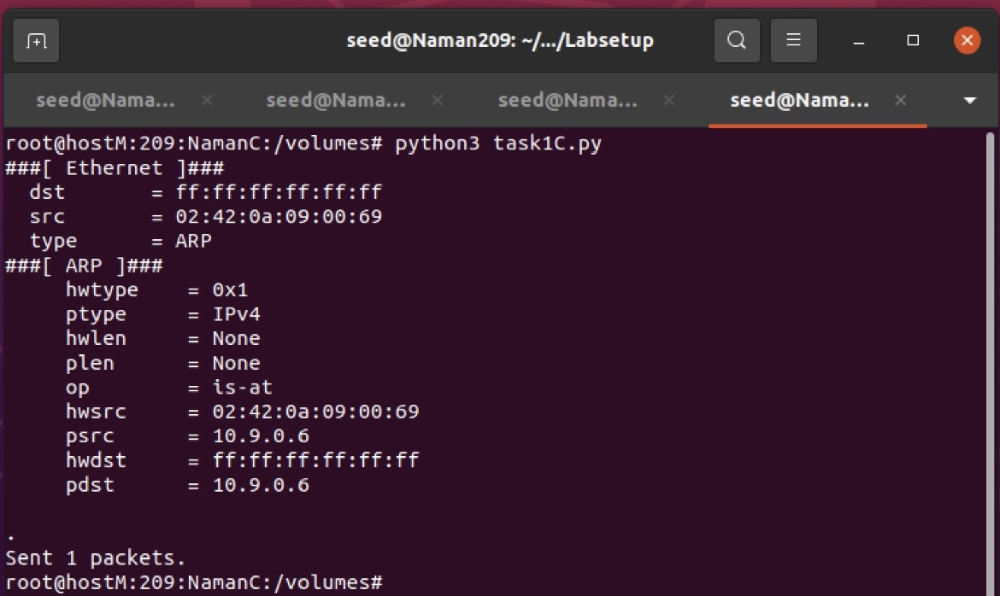 seed@Naman209: ~/.../Labsetup
seed@Nama... seed@Nama... seed@Nama... seed@Nama...
root@hostM:209:NamanC:/volumes# python3 task1C.py
###[ Ethernet ]###
  dst       = ff:ff:ff:ff:ff:ff
  src       = 02:42:0a:09:00:69
  type      = ARP
###[ ARP ]###
     hwtype    = 0x1
     ptype     = IPv4
     hwlen     = None
     plen      = None
     op        = is-at
     hwsrc     = 02:42:0a:09:00:69
     psrc      = 10.9.0.6
     hwdst     = ff:ff:ff:ff:ff:ff
     pdst      = 10.9.0.6
.
Sent 1 packets.
root@hostM:209:NamanC:/volumes#